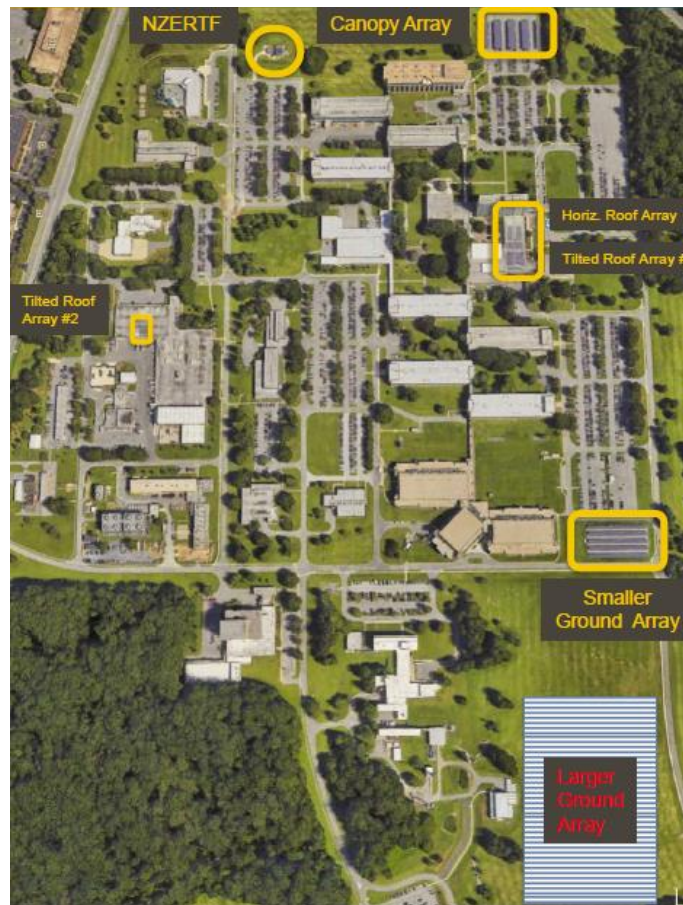 NZERTF
Canopy Array
Horiz. Roof Array
Tilted Roof Array #
Tilted Roof
Array #2
Smaller
Ground Array
Larger
Ground
Array